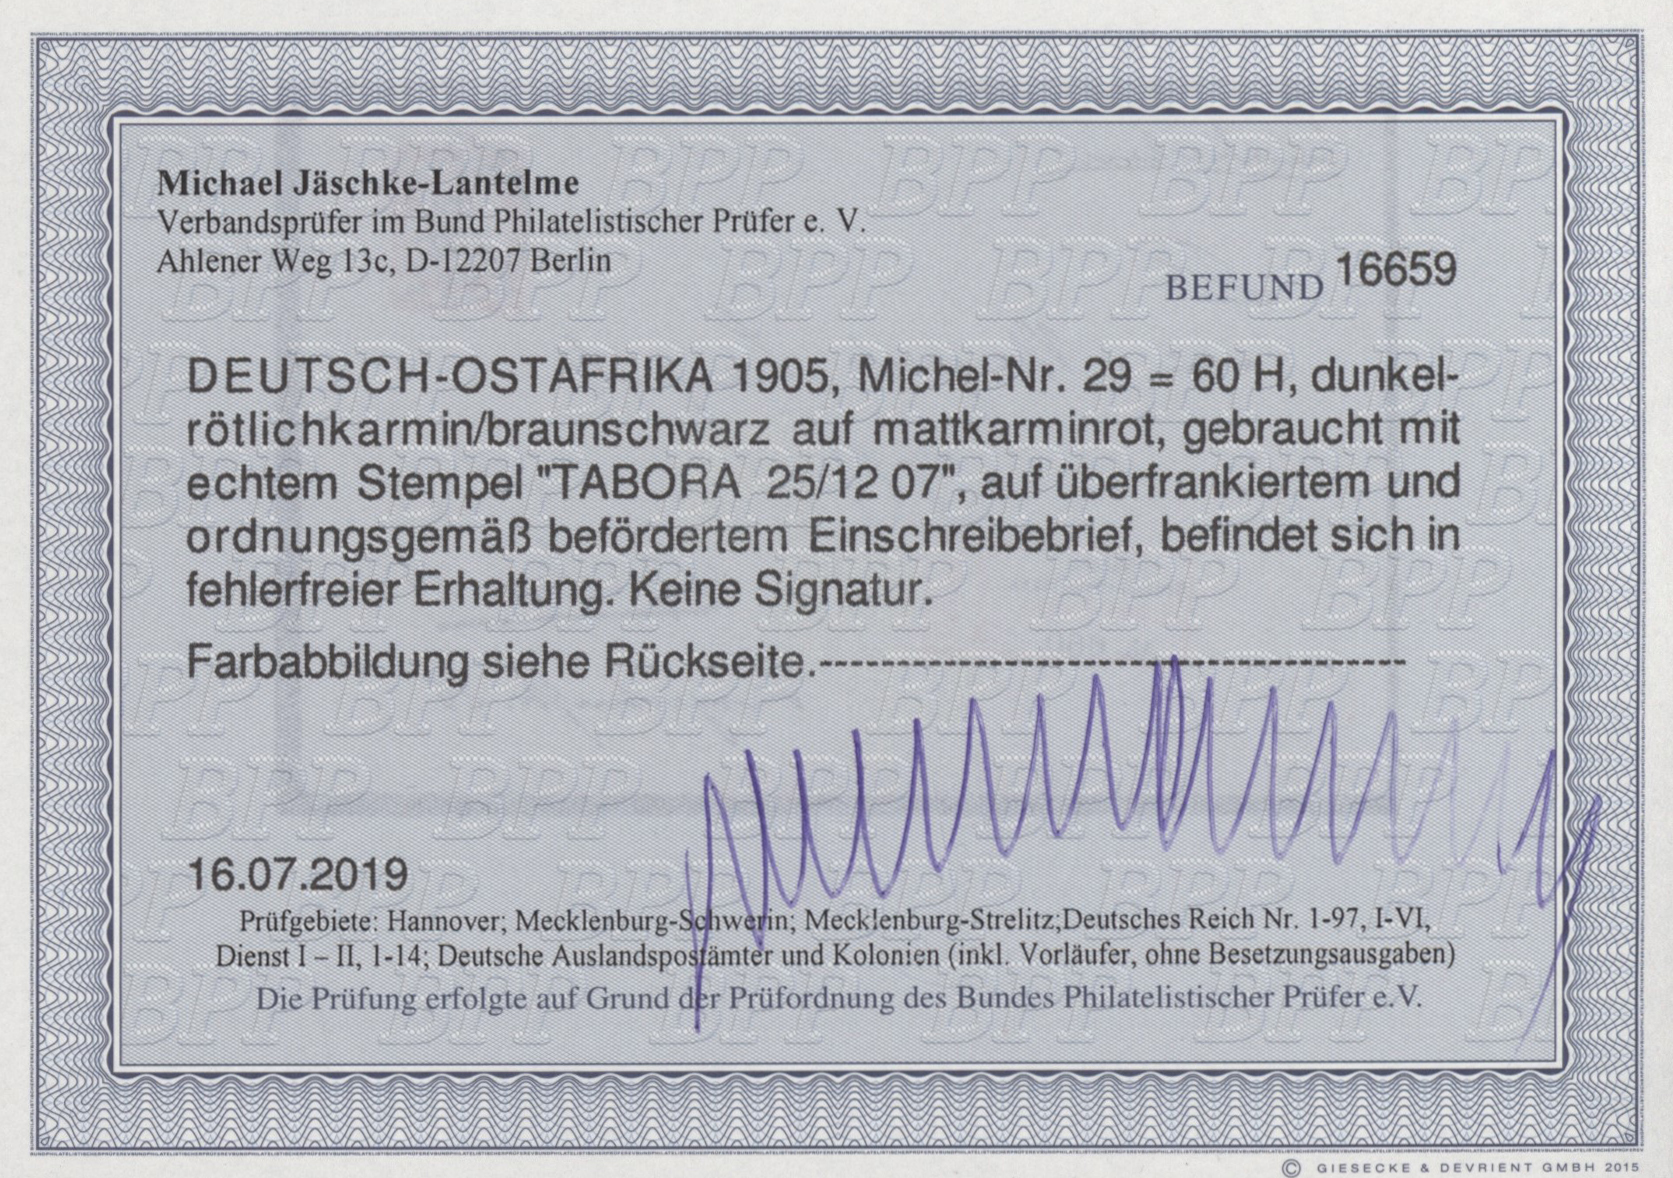 Michael Jäschke-Lantelme
Verbandsprüfer im Bund Philatelistischer Prüfer e. V.
Ahlener Weg 13c, D-12207 Berlin
BEFUND 16659
DEUTSCH-OSTAFRIKA 1905, Michel-Nr. 29 = 60 H, dunkel-
rötlichkarmin/braunschwarz auf mattkarminrot, gebraucht mit
echtem Stempel "TABORA 25/12 07", auf überfrankiertem und
ordnungsgemäß befördertem Einschreibebrief, befindet sich in
fehlerfreier Erhaltung. Keine Signatur.
Farbabbildung siehe Rückseite.------------------------------------------
16.07.2019
Prüfgebiete: Hannover; Mecklenburg-Schwerin; Mecklenburg-Strelitz;Deutsches Reich Nr. 1-97, I-VI,
Dienst I – II, 1-14; Deutsche Auslandspostämter und Kolonien (inkl. Vorläufer, ohne Besetzungsausgaben)
Die Prüfung erfolgte auf Grund der Prüfordnung des Bundes Philatelistischer Prüfer e.V.
© GIESECKE & DEVRIENT GMBH 2015